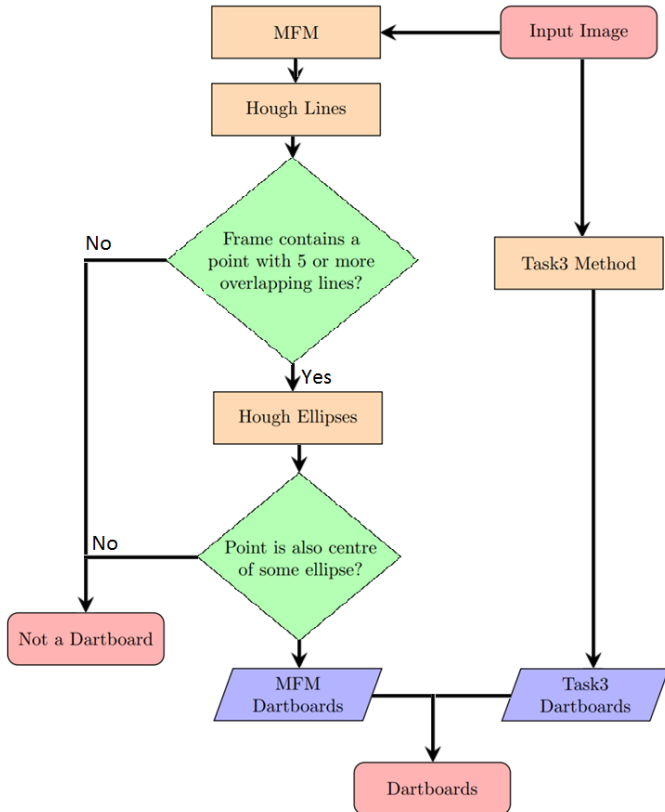 MFM
Input Image
Hough Lines
Frame contains a
point with 5 or more
overlapping lines?
No
Task3 Method
Yes
Hough Ellipses
Point is also centre
of some ellipse?
No
Not a Dartboard
MFM
Dartboards
Task3
Dartboards
Dartboards